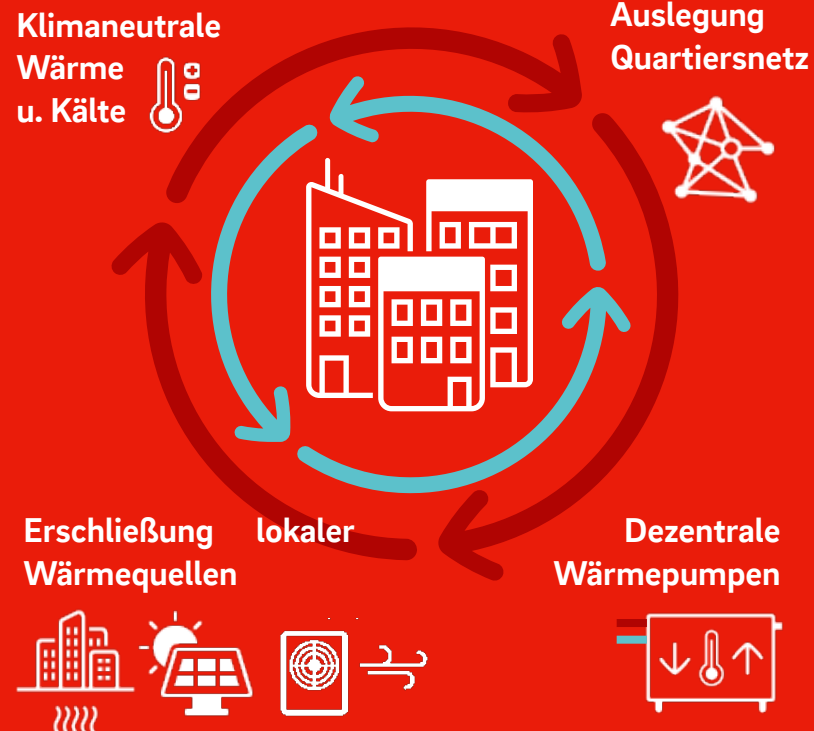 Klimaneutrale
Wärme
u. Kälte
Auslegung
Quartiersnetz
Erschließung lokaler
Wärmequellen
Dezentrale
Wärmepumpen